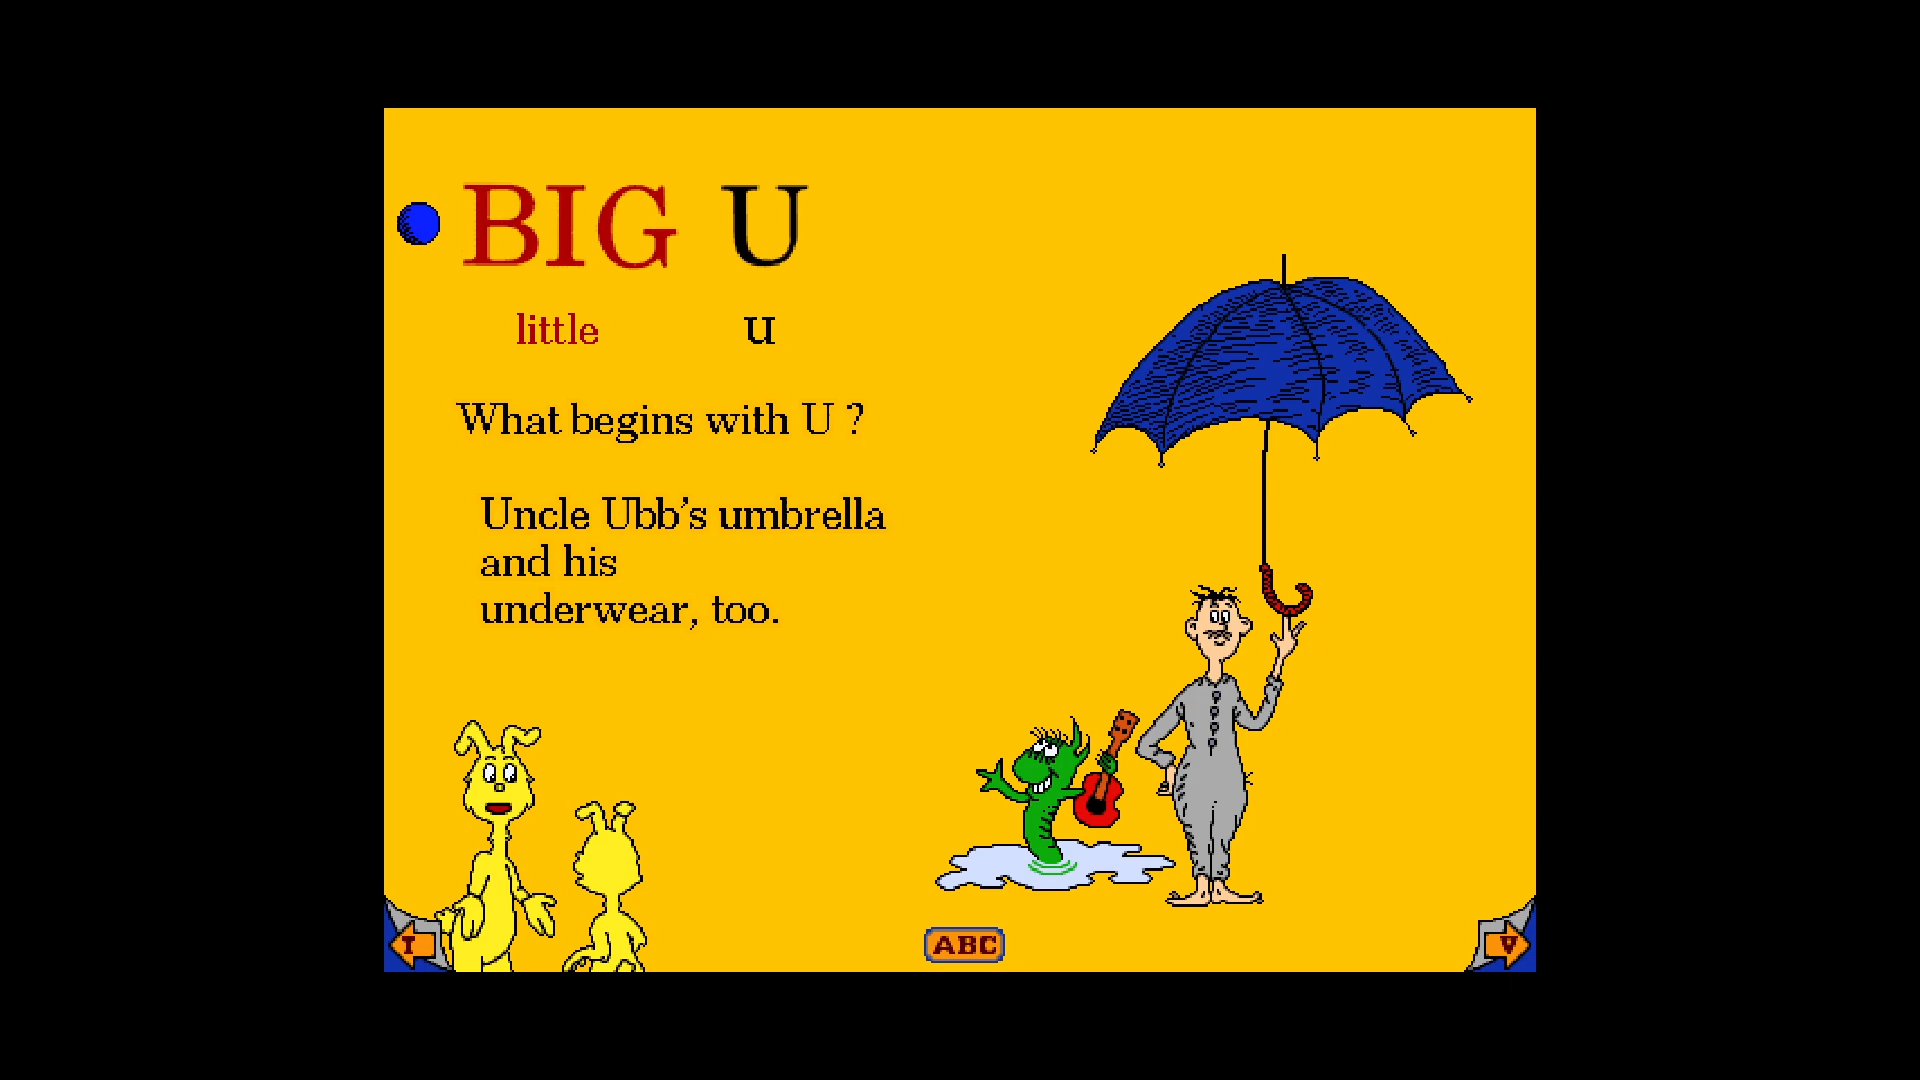 BIG U
little u
What begins with U ?
Uncle Ubb's umbrella
and his
underwear, too.
T
ABC
V